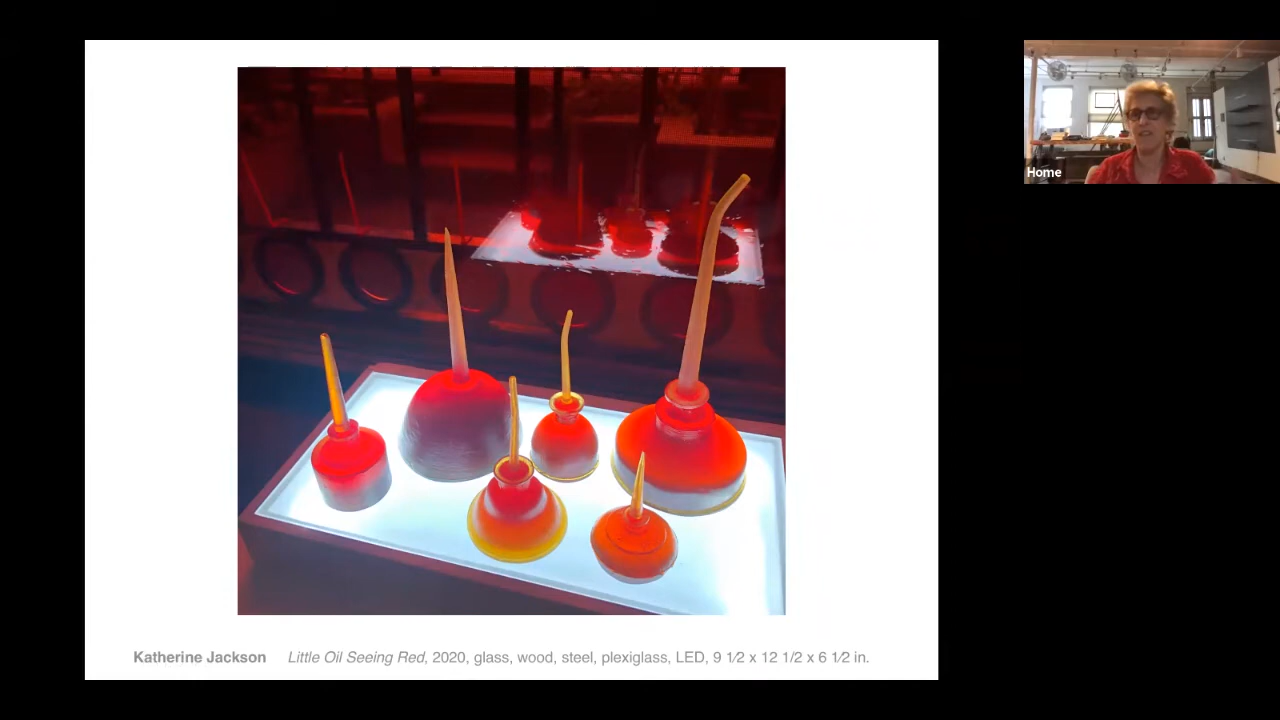 Home
Katherine Jackson Little Oil Seeing Red, 2020, glass, wood, steel, plexiglass, LED, 9 1/2 x 12 1/2 x 6 1/2 in.